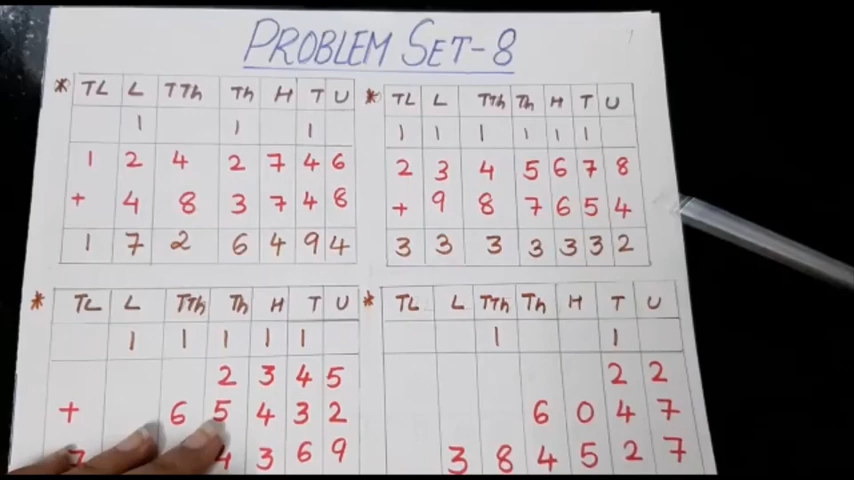 PROBLEM SET-8
* TL L TTh Th H T U
1 1 1
1 2 4 2 7 4 6
+ 4 8 3 7 4 8
1 7 2 6 4 9 4
* TL L TTh Th H T U
1 1 1 1 1 1
2 3 4 5 6 7 8
+ 9 8 7 6 5 4
3 3 3 3 3 3 2
* TL L TTh Th H T U
1 1 1 1 1
2 3 4 5
+ 6 5 4 3 2
7 4 3 6 9
* TL L TTh Th H T U
1 1
2 2
6 0 4 7
3 8 4 5 2 7